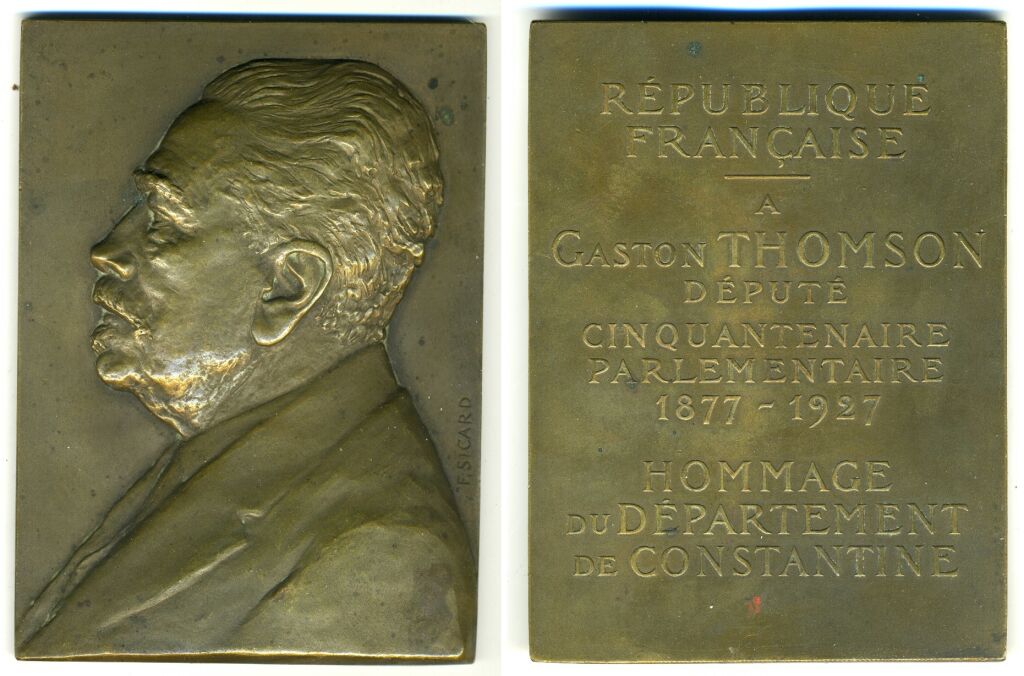 F. SICARD
RÉPUBLIQUE
FRANÇAISE
A
GASTON THOMSON
DÉPUTÉ
CINQUANTENAIRE
PARLEMENTAIRE
1877 - 1927
HOMMAGE
DU DÉPARTEMENT
DE CONSTANTINE